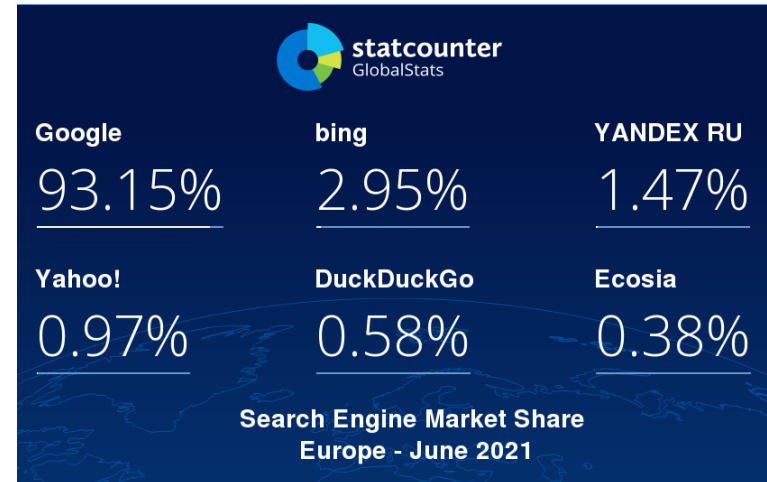 statcounter
GlobalStats
Google bing YANDEX RU
93.15% 2.95% 1.47%
Yahoo! DuckDuckGo Ecosia
0.97% 0.58% 0.38%
Search Engine Market Share
Europe - June 2021